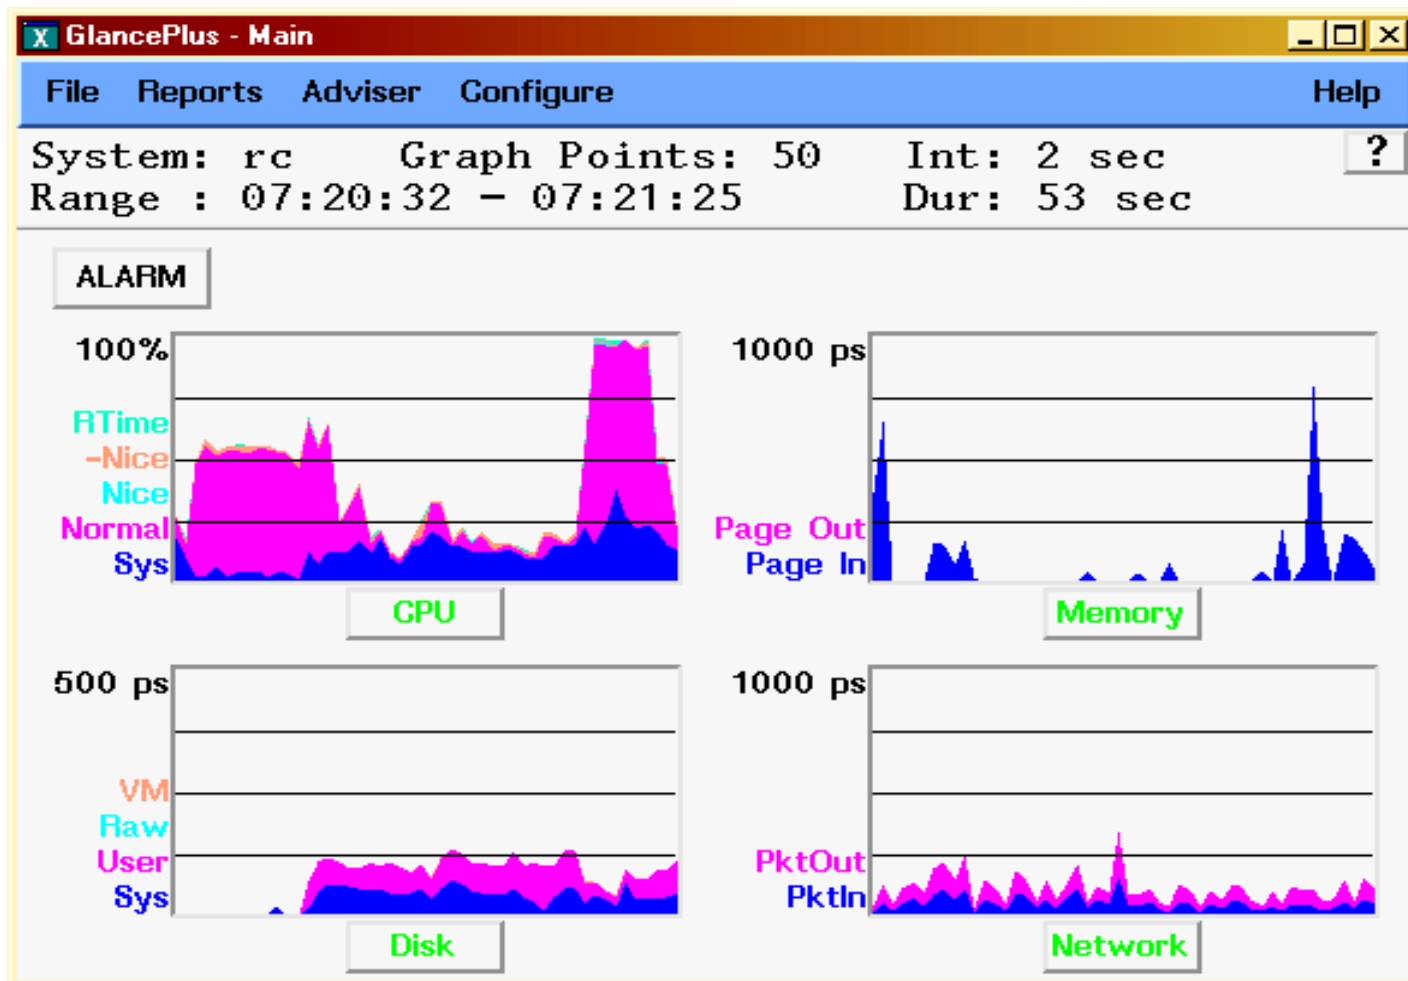 X GlancePlus - Main
File Reports Adviser Configure Help
System: rc Graph Points: 50 Int: 2 sec ?
Range : 07:20:32 - 07:21:25 Dur: 53 sec
ALARM
100%
RTime
-Nice
Nice
Normal
Sys
CPU
1000 ps
Page Out
Page In
Memory
500 ps
VM
Raw
User
Sys
Disk
1000 ps
PktOut
PktIn
Network